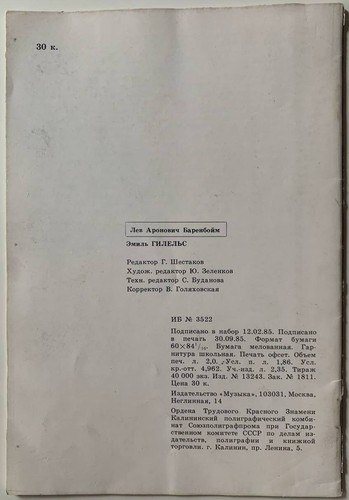 30 к.
Лев Аронович Баренбойм
Эмиль ГИЛЕЛЬС
Редактор Г. Шестаков
Худож. редактор Ю. Зеленков
Техн. редактор С. Буданова
Корректор В. Голяховская
ИБ № 3522
Подписано в набор 12.02.85. Подписано
в печать 30.09.85. Формат бумаги
60×84¹/₁₆. Бумага мелованная. Гар-
нитура школьная. Печать офсет. Объем
печ. л. 2,0. Усл. п. л. 1,86. Усл.
кр.-отт. 4,962. Уч.-изд. л. 2,35. Тираж
40 000 экз. Изд. № 13243. Зак. № 1811.
Цена 30 к.
Издательство «Музыка», 103031, Москва,
Неглинная, 14
Ордена Трудового Красного Знамени
Калининский полиграфический комби-
нат Союзполиграфпрома при Государ-
ственном комитете СССР по делам из-
дательств, полиграфии и книжной
торговли. г. Калинин, пр. Ленина, 5.